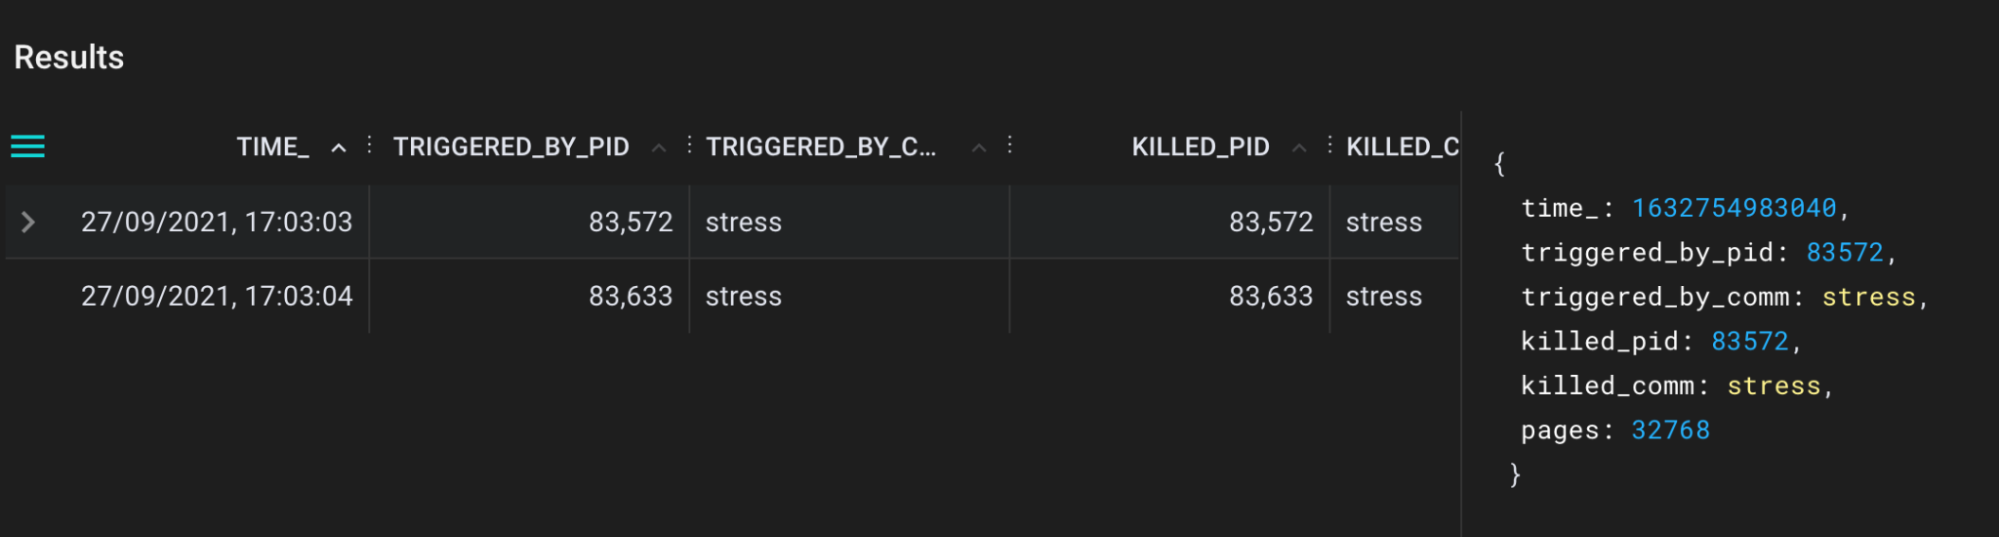 Results
TIME_ TRIGGERED_BY_PID TRIGGERED_BY_C... KILLED_PID KILLED_C
27/09/2021, 17:03:03 83,572 stress 83,572 stress
27/09/2021, 17:03:04 83,633 stress 83,633 stress
{
time_: 1632754983040,
triggered_by_pid: 83572,
triggered_by_comm: stress,
killed_pid: 83572,
killed_comm: stress,
pages: 32768
}